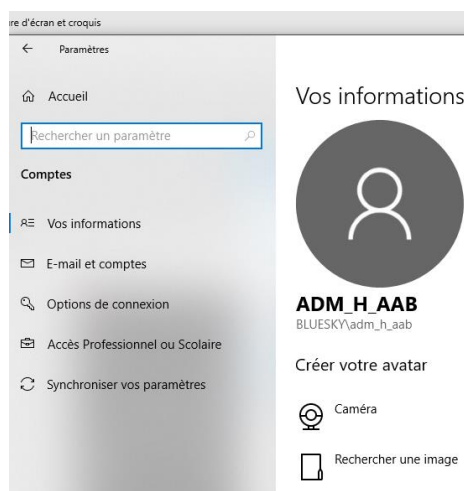 re d'écran et croquis
Paramètres
Accueil
Rechercher un paramètre
Comptes
Vos informations
E-mail et comptes
Options de connexion
Accès Professionnel ou Scolaire
Synchroniser vos paramètres
Vos informations
ADM_H_AAB
BLUESKY\adm_h_aab
Créer votre avatar
Caméra
Rechercher une image